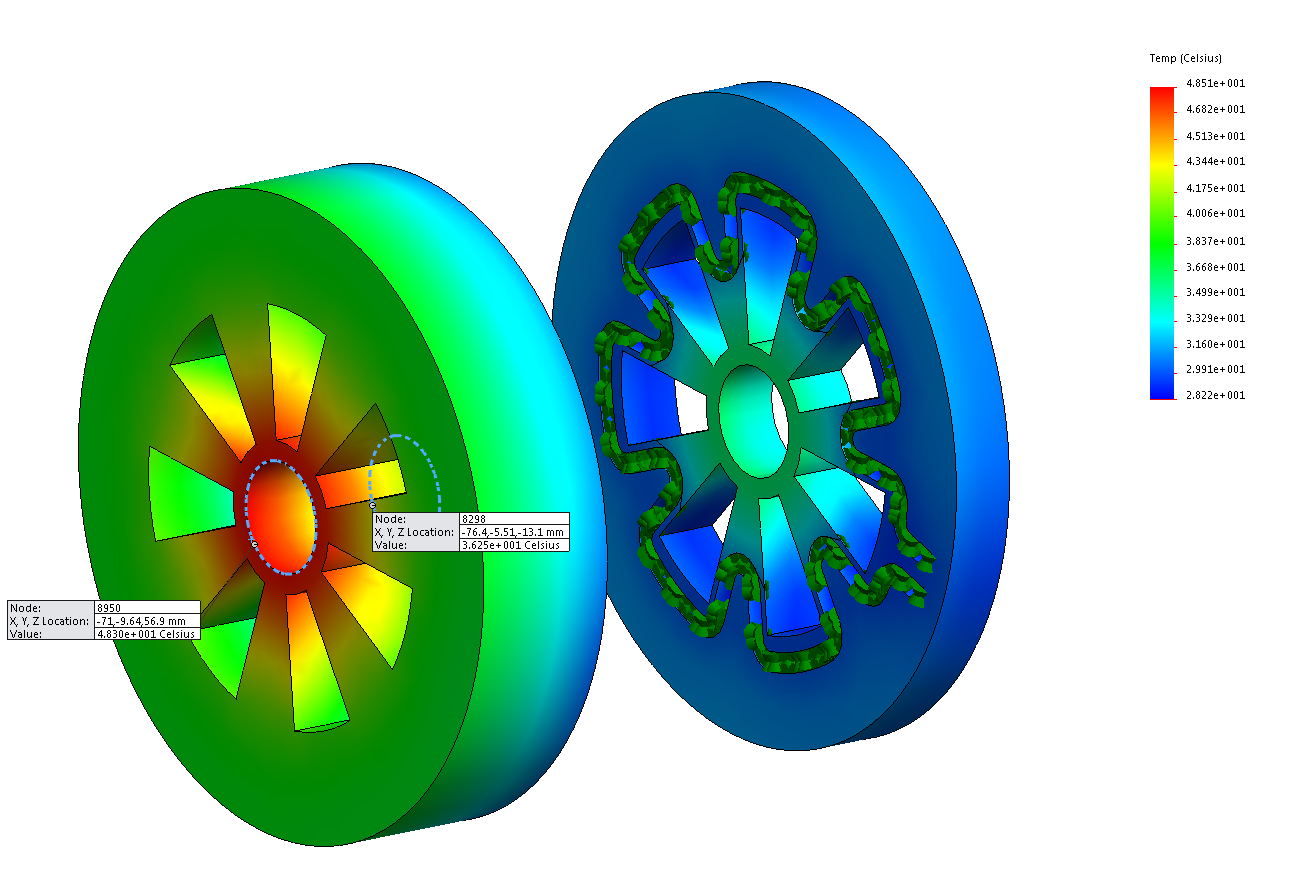 Temp (Celsius)
4.851e+001
4.682e+001
4.513e+001
4.344e+001
4.175e+001
4.006e+001
3.837e+001
3.668e+001
3.499e+001
3.329e+001
3.160e+001
2.991e+001
2.822e+001
Node: 8298
X, Y, Z Location: -76.4,-5.51,-13.1 mm
Value: 3.625e+001 Celsius
Node: 8950
X, Y, Z Location: -71,-9.64,56.9 mm
Value: 4.830e+001 Celsius